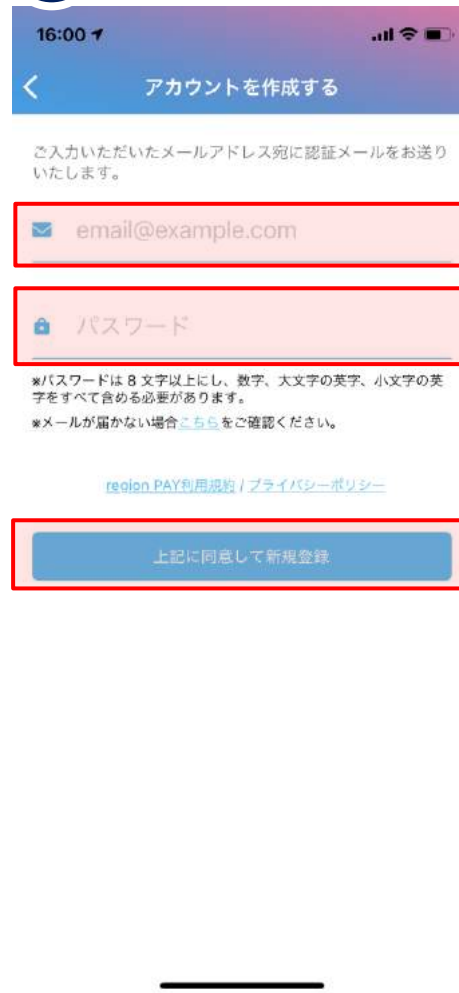 16:00
アカウントを作成する
ご入力いただいたメールアドレス宛に認証メールをお送り
いたします。
email@example.com
パスワード
※パスワードは 8 文字以上にし、数字、大文字の英字、小文字の英
字をすべて含める必要があります。
※メールが届かない場合こちらをご確認ください。
region PAY利用規約 / プライバシーポリシー
上記に同意して新規登録